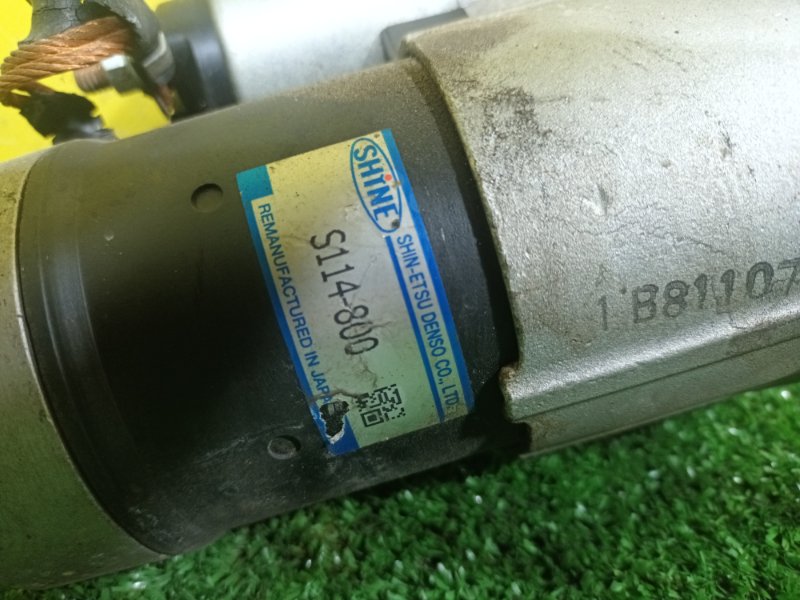 SHiNE
SHIN-ETSU DENSO CO., LTD.
S114-800
REMANUFACTURED IN JAPA
1 B81107